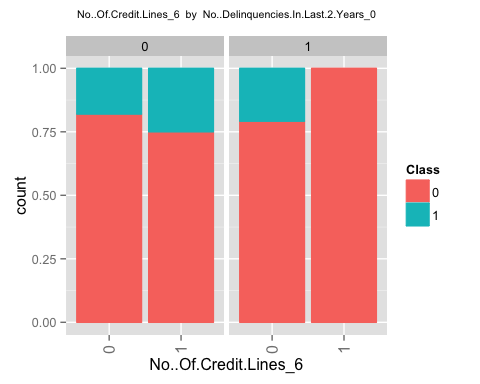 No..Of.Credit.Lines_6 by No..Delinquencies.In.Last.2.Years_0
0 1
1.00
0.75
0.50
0.25
0.00
count
0 1 0 1
No..Of.Credit.Lines_6
Class
0
1